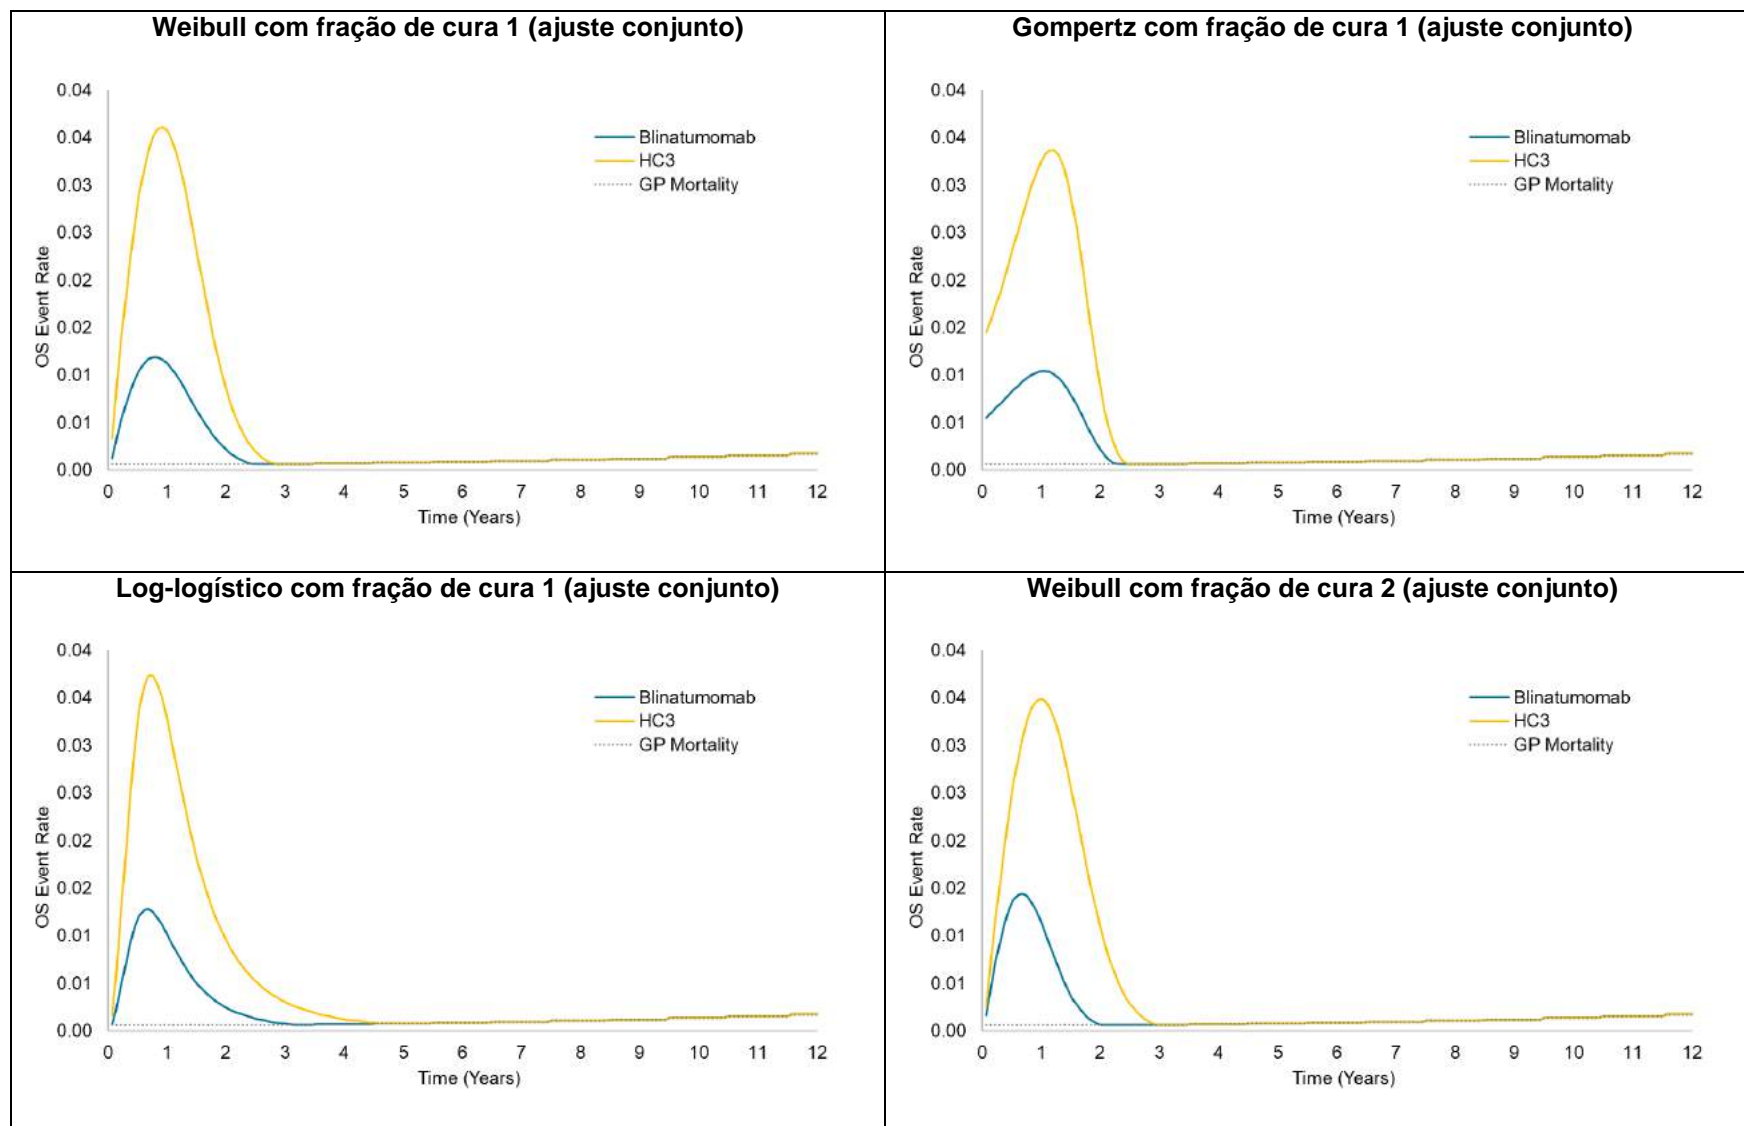 Weibull com fração de cura 1 (ajuste conjunto)
0.04
0.04
0.03
0.03
0.02
0.02
0.01
0.01
0.00
OS Event Rate
Blinatumomab
HC3
GP Mortality
0 1 2 3 4 5 6 7 8 9 10 11 12
Time (Years)
Gompertz com fração de cura 1 (ajuste conjunto)
0.04
0.04
0.03
0.03
0.02
0.02
0.01
0.01
0.00
OS Event Rate
Blinatumomab
HC3
GP Mortality
0 1 2 3 4 5 6 7 8 9 10 11 12
Time (Years)
Log-logístico com fração de cura 1 (ajuste conjunto)
0.04
0.04
0.03
0.03
0.02
0.02
0.01
0.01
0.00
OS Event Rate
Blinatumomab
HC3
GP Mortality
0 1 2 3 4 5 6 7 8 9 10 11 12
Time (Years)
Weibull com fração de cura 2 (ajuste conjunto)
0.04
0.04
0.03
0.03
0.02
0.02
0.01
0.01
0.00
OS Event Rate
Blinatumomab
HC3
GP Mortality
0 1 2 3 4 5 6 7 8 9 10 11 12
Time (Years)